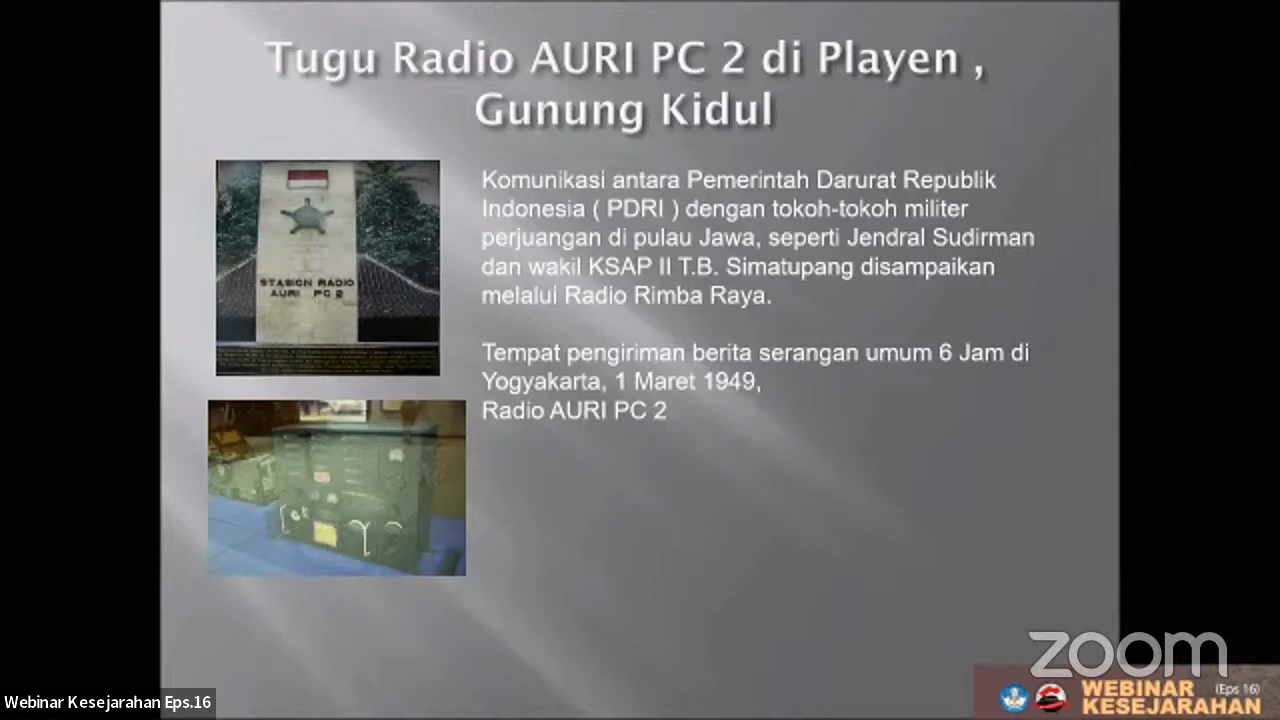 Tugu Radio AURI PC 2 di Playen ,
Gunung Kidul
STASION RADIO
AURI PC 2
Komunikasi antara Pemerintah Darurat Republik
Indonesia ( PDRI ) dengan tokoh-tokoh militer
perjuangan di pulau Jawa, seperti Jendral Sudirman
dan wakil KSAP II T.B. Simatupang disampaikan
melalui Radio Rimba Raya.
Tempat pengiriman berita serangan umum 6 Jam di
Yogyakarta, 1 Maret 1949,
Radio AURI PC 2
zoom
Webinar Kesejarahan Eps.16
WEBINAR (Eps 16)
KESEJARAHAN